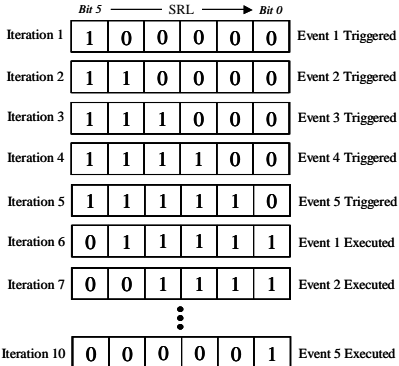 Bit 5 SRL Bit 0
Iteration 1 1 0 0 0 0 0 Event 1 Triggered
Iteration 2 1 1 0 0 0 0 Event 2 Triggered
Iteration 3 1 1 1 0 0 0 Event 3 Triggered
Iteration 4 1 1 1 1 0 0 Event 4 Triggered
Iteration 5 1 1 1 1 1 0 Event 5 Triggered
Iteration 6 0 1 1 1 1 1 Event 1 Executed
Iteration 7 0 0 1 1 1 1 Event 2 Executed
Iteration 10 0 0 0 0 0 1 Event 5 Executed